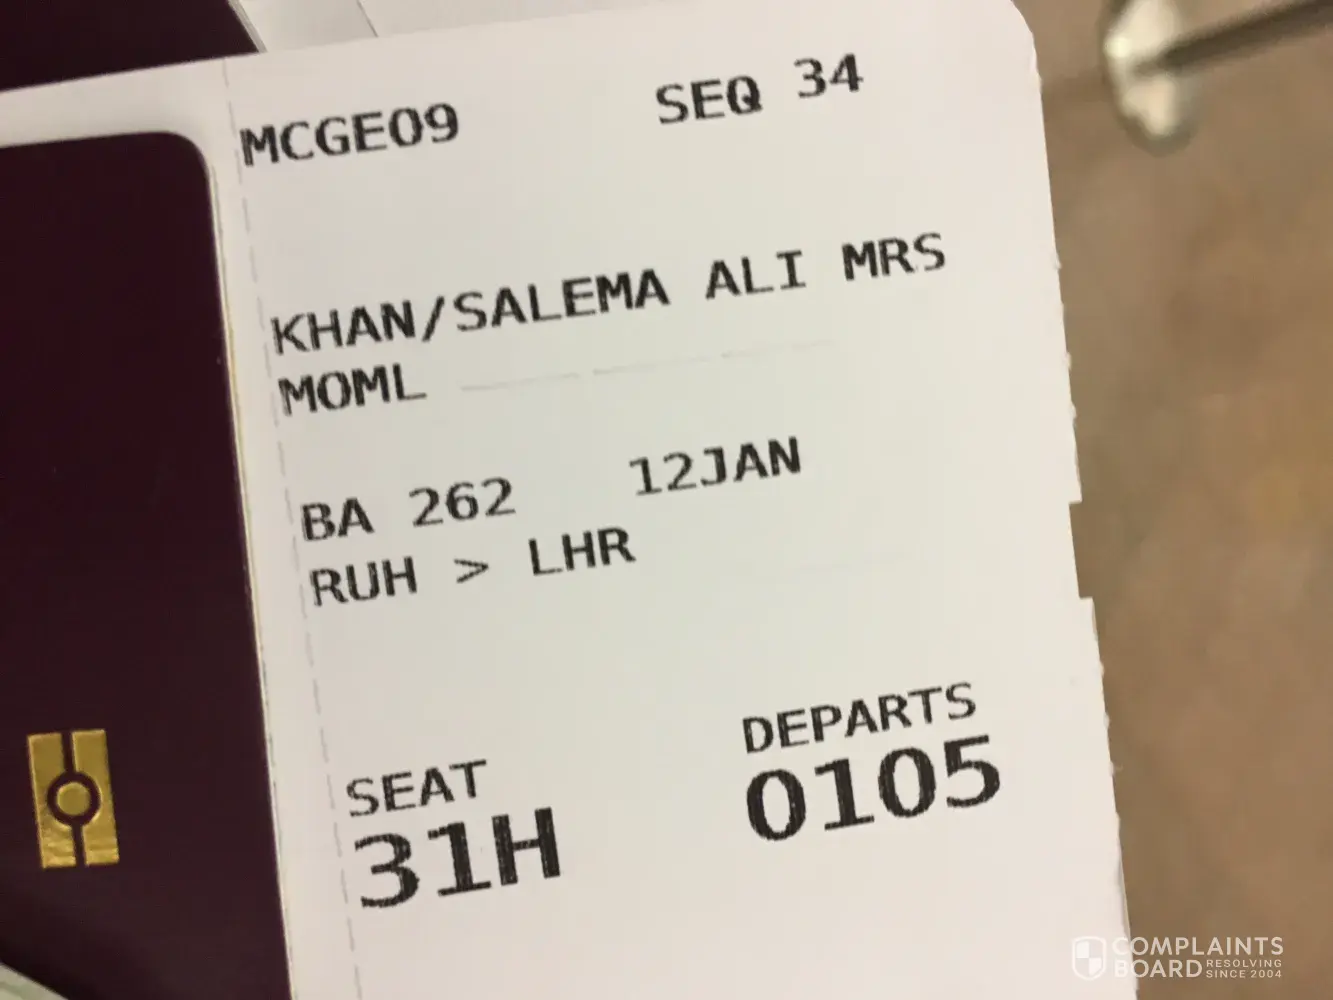 MCGE09 SEQ 34
KHAN/SALEMA ALI MRS
MOML
BA 262 12JAN
RUH > LHR
SEAT DEPARTS
31H 0105
COMPLAINTS
BOARD RESOLVING
SINCE 2004